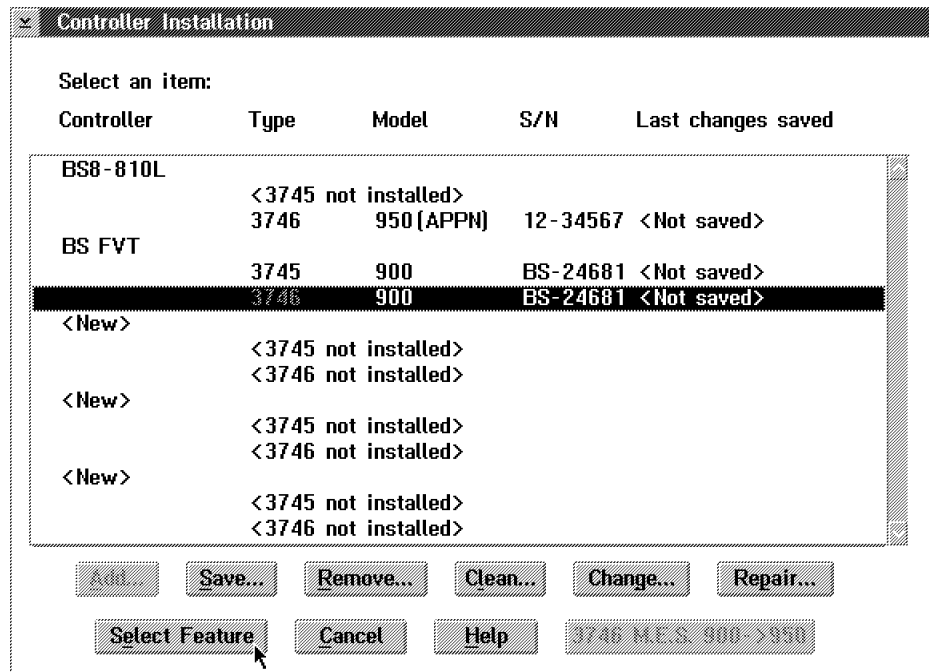 Controller Installation
Select an item:
Controller Type Model S/N Last changes saved
BS8-810L
<3745 not installed>
3746 950(APPN) 12-34567 <Not saved>
BS FVT
3745 900 BS-24681 <Not saved>
3746 900 BS-24681 <Not saved>
<New>
<3745 not installed>
<3746 not installed>
<New>
<3745 not installed>
<3746 not installed>
<New>
<3745 not installed>
<3746 not installed>
Add... Save... Remove... Clean... Change... Repair...
Select Feature Cancel Help 3746 M.E.S. 900->950